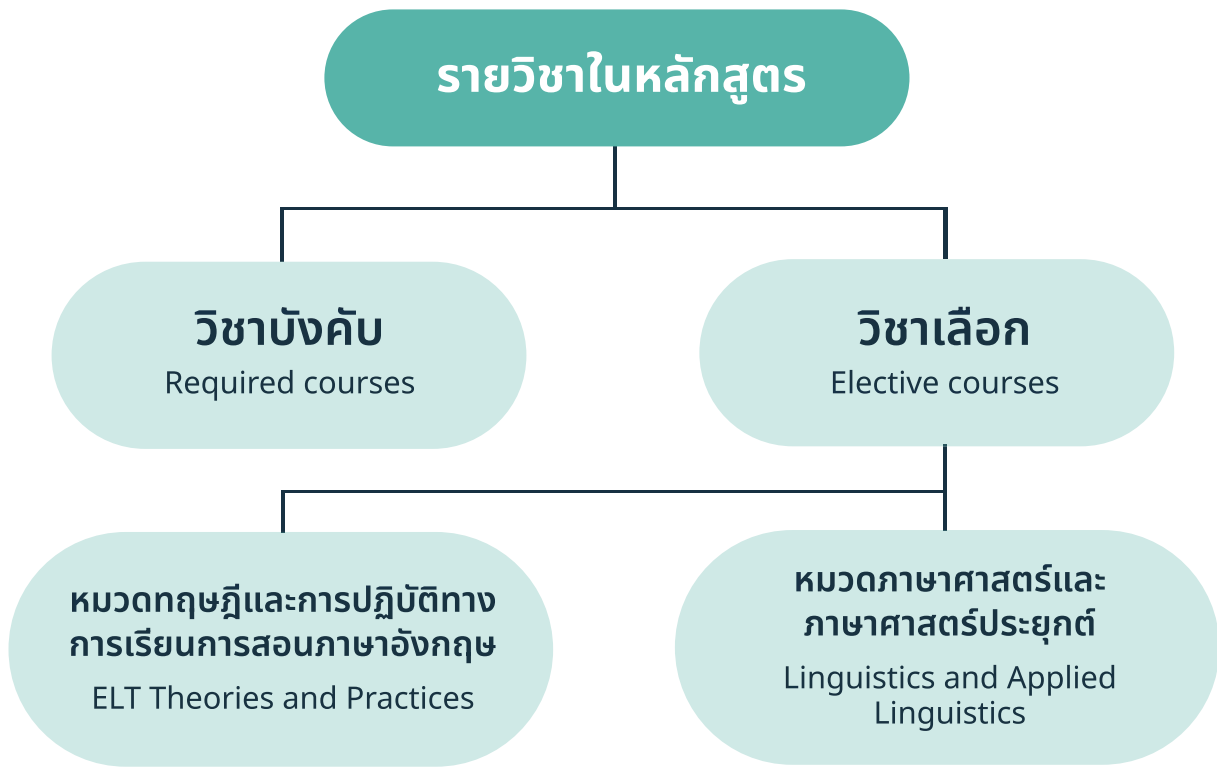 รายวิชาในหลักสูตร
วิชาบังคับ
Required courses
วิชาเลือก
Elective courses
หมวดทฤษฎีและการปฏิบัติทาง
การเรียนการสอนภาษาอังกฤษ
ELT Theories and Practices
หมวดภาษาศาสตร์และ
ภาษาศาสตร์ประยุกต์
Linguistics and Applied
Linguistics